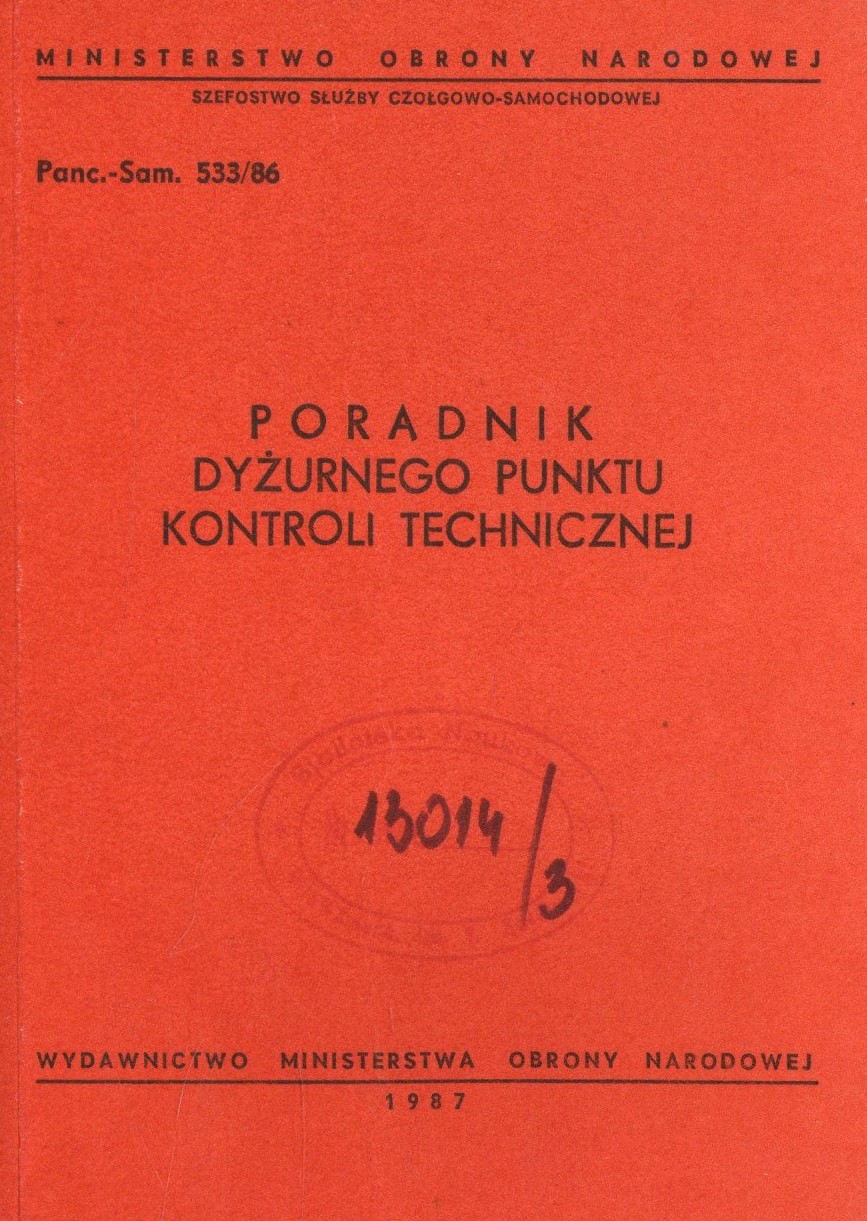 MINISTERSTWO OBRONY NARODOWEJ
SZEFOSTWO SŁUŻBY CZOŁGOWO-SAMOCHODOWEJ
Panc.-Sam. 533/86
PORADNIK
DYŻURNEGO PUNKTU
KONTROLI TECHNICZNEJ
Biblioteka
13014/3
WYDAWNICTWO MINISTERSTWA OBRONY NARODOWEJ
1987